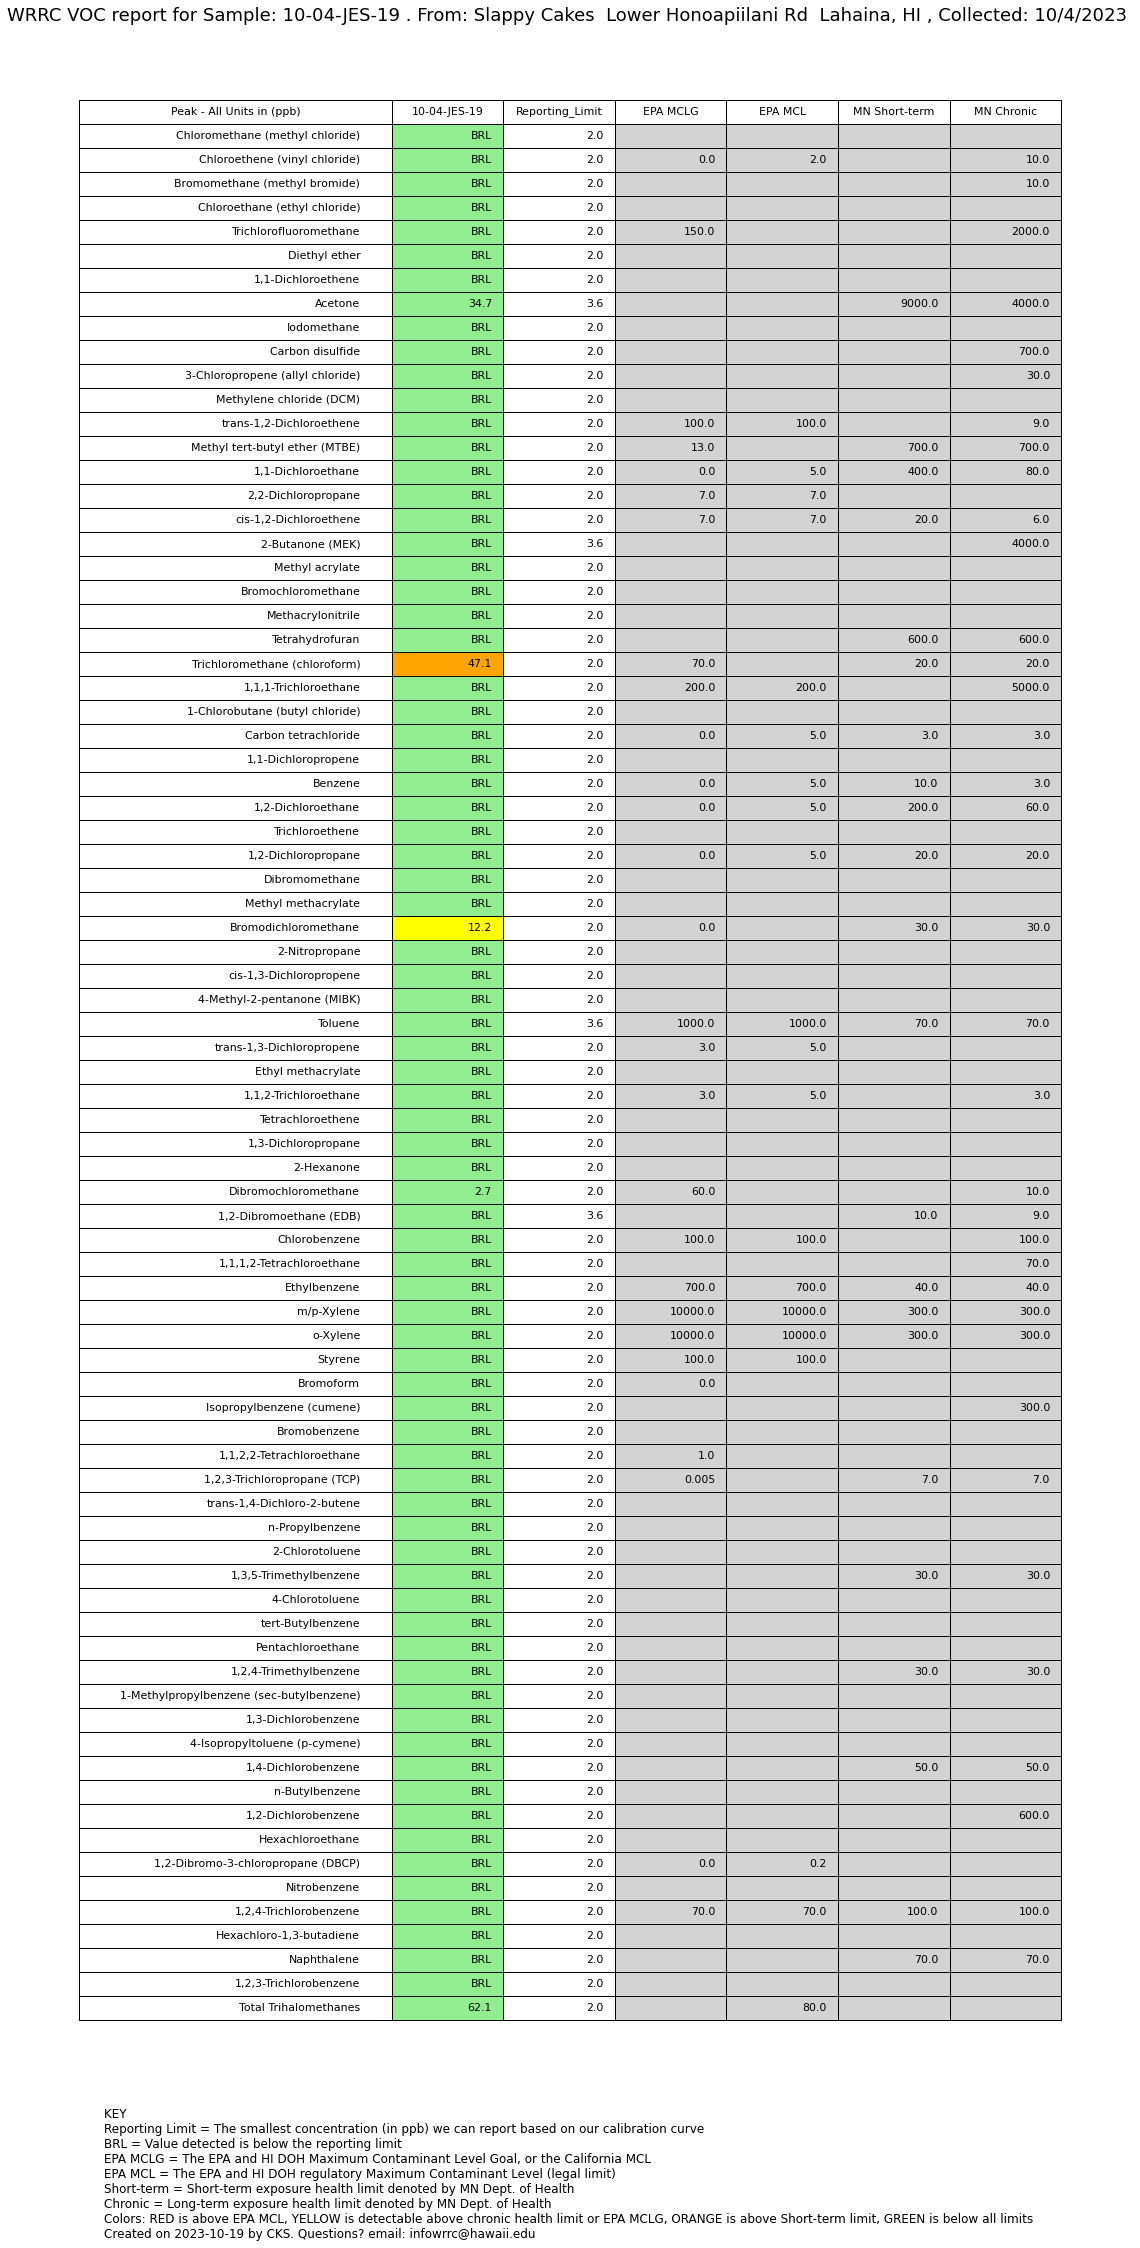 WRRC VOC report for Sample: 10-04-JES-19 . From: Slappy Cakes  Lower Honoapiilani Rd  Lahaina, HI , Collected: 10/4/2023
Peak - All Units in (ppb) 10-04-JES-19 Reporting_Limit EPA MCLG EPA MCL MN Short-term MN Chronic
Chloromethane (methyl chloride) BRL 2.0
Chloroethene (vinyl chloride) BRL 2.0 0.0 2.0 10.0
Bromomethane (methyl bromide) BRL 2.0 10.0
Chloroethane (ethyl chloride) BRL 2.0
Trichlorofluoromethane BRL 2.0 150.0 2000.0
Diethyl ether BRL 2.0
1,1-Dichloroethene BRL 2.0
Acetone 34.7 3.6 9000.0 4000.0
Iodomethane BRL 2.0
Carbon disulfide BRL 2.0 700.0
3-Chloropropene (allyl chloride) BRL 2.0 30.0
Methylene chloride (DCM) BRL 2.0
trans-1,2-Dichloroethene BRL 2.0 100.0 100.0 9.0
Methyl tert-butyl ether (MTBE) BRL 2.0 13.0 700.0 700.0
1,1-Dichloroethane BRL 2.0 0.0 5.0 400.0 80.0
2,2-Dichloropropane BRL 2.0 7.0 7.0
cis-1,2-Dichloroethene BRL 2.0 7.0 7.0 20.0 6.0
2-Butanone (MEK) BRL 3.6 4000.0
Methyl acrylate BRL 2.0
Bromochloromethane BRL 2.0
Methacrylonitrile BRL 2.0
Tetrahydrofuran BRL 2.0 600.0 600.0
Trichloromethane (chloroform) 47.1 2.0 70.0 20.0 20.0
1,1,1-Trichloroethane BRL 2.0 200.0 200.0 5000.0
1-Chlorobutane (butyl chloride) BRL 2.0
Carbon tetrachloride BRL 2.0 0.0 5.0 3.0 3.0
1,1-Dichloropropene BRL 2.0
Benzene BRL 2.0 0.0 5.0 10.0 3.0
1,2-Dichloroethane BRL 2.0 0.0 5.0 200.0 60.0
Trichloroethene BRL 2.0
1,2-Dichloropropane BRL 2.0 0.0 5.0 20.0 20.0
Dibromomethane BRL 2.0
Methyl methacrylate BRL 2.0
Bromodichloromethane 12.2 2.0 0.0 30.0 30.0
2-Nitropropane BRL 2.0
cis-1,3-Dichloropropene BRL 2.0
4-Methyl-2-pentanone (MIBK) BRL 2.0
Toluene BRL 3.6 1000.0 1000.0 70.0 70.0
trans-1,3-Dichloropropene BRL 2.0 3.0 5.0
Ethyl methacrylate BRL 2.0
1,1,2-Trichloroethane BRL 2.0 3.0 5.0 3.0
Tetrachloroethene BRL 2.0
1,3-Dichloropropane BRL 2.0
2-Hexanone BRL 2.0
Dibromochloromethane 2.7 2.0 60.0 10.0
1,2-Dibromoethane (EDB) BRL 3.6 10.0 9.0
Chlorobenzene BRL 2.0 100.0 100.0 100.0
1,1,1,2-Tetrachloroethane BRL 2.0 70.0
Ethylbenzene BRL 2.0 700.0 700.0 40.0 40.0
m/p-Xylene BRL 2.0 10000.0 10000.0 300.0 300.0
o-Xylene BRL 2.0 10000.0 10000.0 300.0 300.0
Styrene BRL 2.0 100.0 100.0
Bromoform BRL 2.0 0.0
Isopropylbenzene (cumene) BRL 2.0 300.0
Bromobenzene BRL 2.0
1,1,2,2-Tetrachloroethane BRL 2.0 1.0
1,2,3-Trichloropropane (TCP) BRL 2.0 0.005 7.0 7.0
trans-1,4-Dichloro-2-butene BRL 2.0
n-Propylbenzene BRL 2.0
2-Chlorotoluene BRL 2.0
1,3,5-Trimethylbenzene BRL 2.0 30.0 30.0
4-Chlorotoluene BRL 2.0
tert-Butylbenzene BRL 2.0
Pentachloroethane BRL 2.0
1,2,4-Trimethylbenzene BRL 2.0 30.0 30.0
1-Methylpropylbenzene (sec-butylbenzene) BRL 2.0
1,3-Dichlorobenzene BRL 2.0
4-Isopropyltoluene (p-cymene) BRL 2.0
1,4-Dichlorobenzene BRL 2.0 50.0 50.0
n-Butylbenzene BRL 2.0
1,2-Dichlorobenzene BRL 2.0 600.0
Hexachloroethane BRL 2.0
1,2-Dibromo-3-chloropropane (DBCP) BRL 2.0 0.0 0.2
Nitrobenzene BRL 2.0
1,2,4-Trichlorobenzene BRL 2.0 70.0 70.0 100.0 100.0
Hexachloro-1,3-butadiene BRL 2.0
Naphthalene BRL 2.0 70.0 70.0
1,2,3-Trichlorobenzene BRL 2.0
Total Trihalomethanes 62.1 2.0 80.0
KEY
Reporting Limit = The smallest concentration (in ppb) we can report based on our calibration curve
BRL = Value detected is below the reporting limit
EPA MCLG = The EPA and HI DOH Maximum Contaminant Level Goal, or the California MCL
EPA MCL = The EPA and HI DOH regulatory Maximum Contaminant Level (legal limit)
Short-term = Short-term exposure health limit denoted by MN Dept. of Health
Chronic = Long-term exposure health limit denoted by MN Dept. of Health
Colors: RED is above EPA MCL, YELLOW is detectable above chronic health limit or EPA MCLG, ORANGE is above Short-term limit, GREEN is below all limits
Created on 2023-10-19 by CKS. Questions? email: infowrrc@hawaii.edu